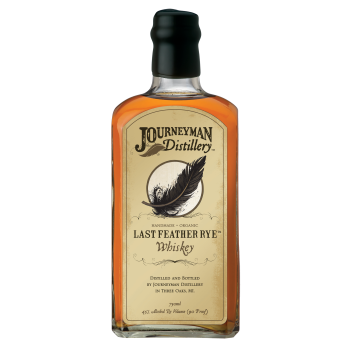 JOURNEYMAN
Distillery™
HANDMADE • ORGANIC
LAST FEATHER RYE™
Whiskey
DISTILLED AND BOTTLED
BY JOURNEYMAN DISTILLERY
IN THREE OAKS, MI
750ml
45% alcohol By Volume (90 Proof)